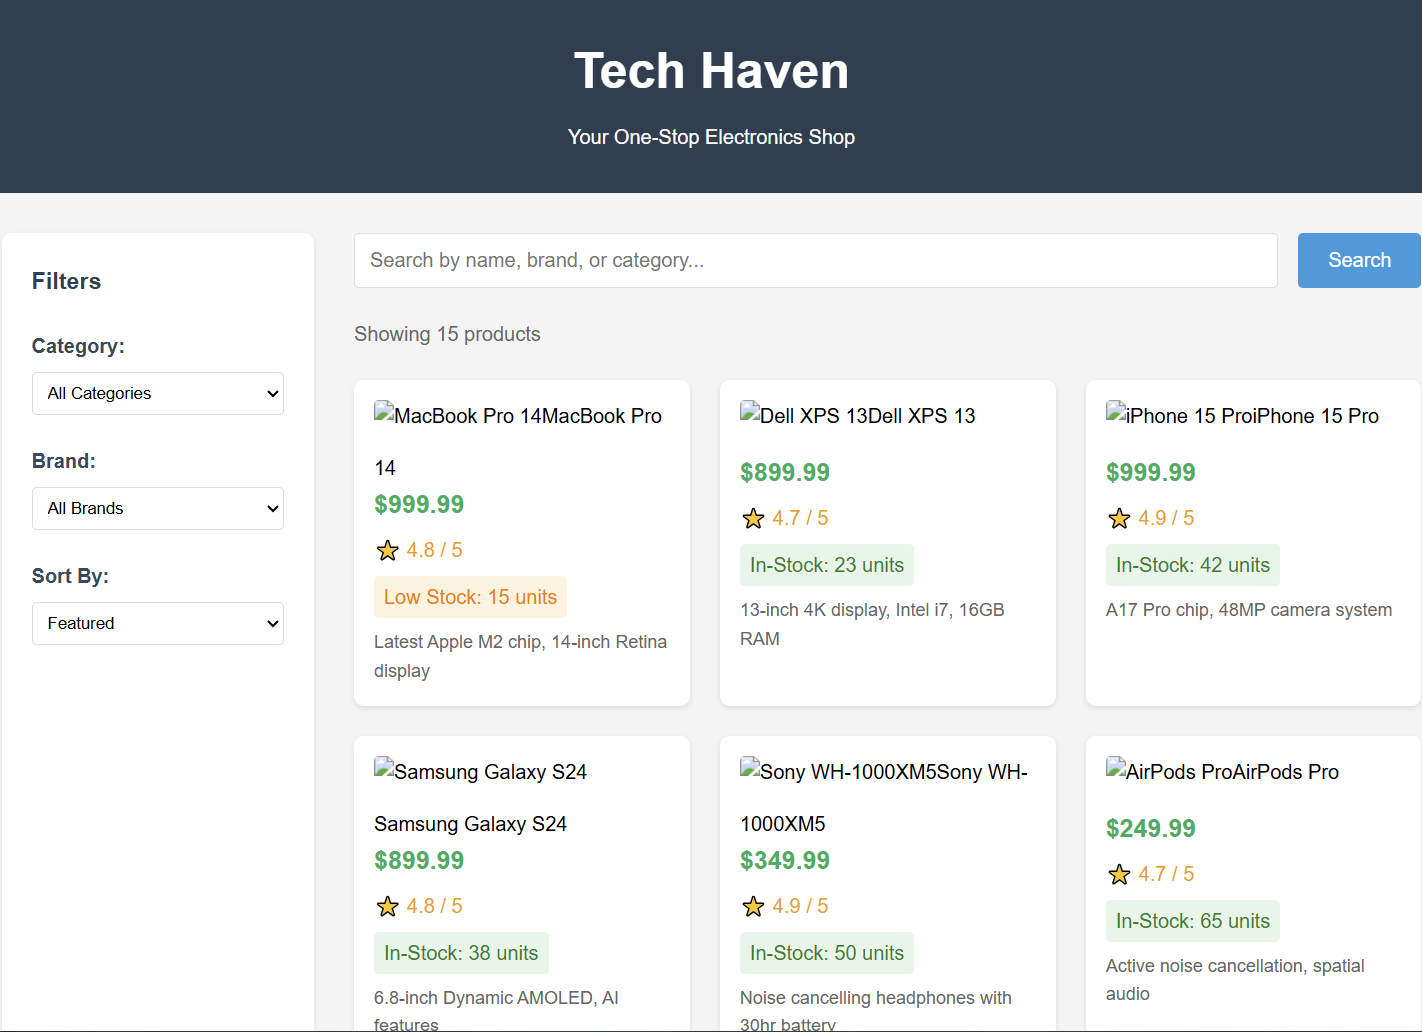 Tech Haven
Your One-Stop Electronics Shop
Filters
Category:
All Categories
Brand:
All Brands
Sort By:
Featured
Search by name, brand, or category...
Search
Showing 15 products
MacBook Pro 14MacBook Pro
14
$999.99
4.8 / 5
Low Stock: 15 units
Latest Apple M2 chip, 14-inch Retina
display
Dell XPS 13Dell XPS 13
$899.99
4.7 / 5
In-Stock: 23 units
13-inch 4K display, Intel i7, 16GB
RAM
iPhone 15 ProiPhone 15 Pro
$999.99
4.9 / 5
In-Stock: 42 units
A17 Pro chip, 48MP camera system
Samsung Galaxy S24
Samsung Galaxy S24
$899.99
4.8 / 5
In-Stock: 38 units
6.8-inch Dynamic AMOLED, AI
features
Sony WH-1000XM5Sony WH-
1000XM5
$349.99
4.9 / 5
In-Stock: 50 units
Noise cancelling headphones with
30hr battery
AirPods ProAirPods Pro
$249.99
4.7 / 5
In-Stock: 65 units
Active noise cancellation, spatial
audio